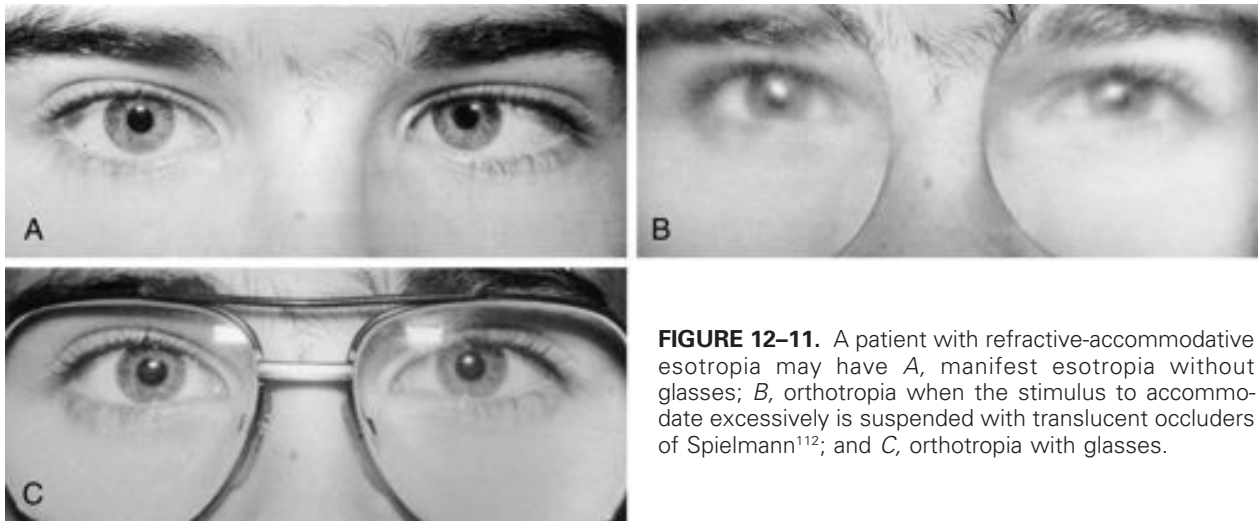 A
B
C
FIGURE 12–11. A patient with refractive-accommodative
esotropia may have A, manifest esotropia without
glasses; B, orthotropia when the stimulus to accommo-
date excessively is suspended with translucent occluders
of Spielmann¹¹²; and C, orthotropia with glasses.